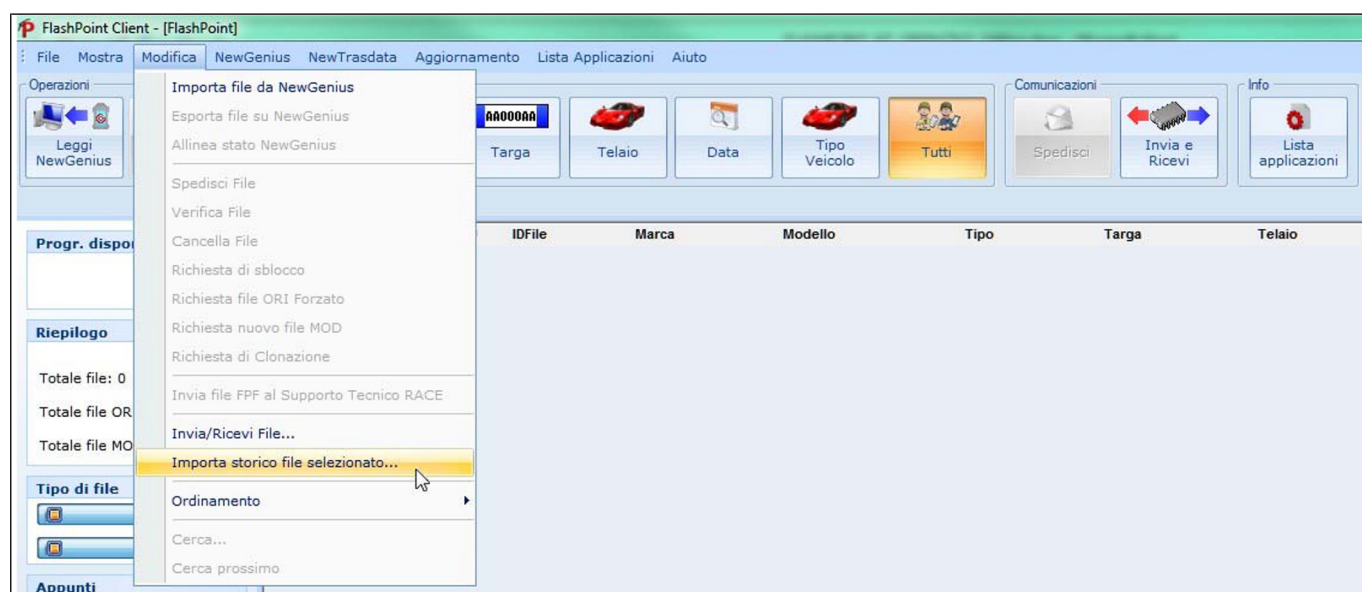 FlashPoint Client - [FlashPoint]
File Mostra Modifica NewGenius NewTrasdata Aggiornamento Lista Applicazioni Aiuto
Operazioni
Leggi
NewGenius
AA000AA
Targa
Telaio
Data
Tipo
Veicolo
Tutti
Comunicazioni
Spedisci
Invia e
Ricevi
Info
Lista
applicazioni
Importa file da NewGenius
Esporta file su NewGenius
Allinea stato NewGenius
Spedisci File
Verifica File
Cancella File
Richiesta di sblocco
Richiesta file ORI Forzato
Richiesta nuovo file MOD
Richiesta di Clonazione
Invia file FPF al Supporto Tecnico RACE
Invia/Ricevi File...
Importa storico file selezionato...
Ordinamento
Cerca...
Cerca prossimo
IDFile Marca Modello Tipo Targa Telaio
Progr. dispo
Riepilogo
Totale file: 0
Totale file OR
Totale file MO
Tipo di file
Appunti